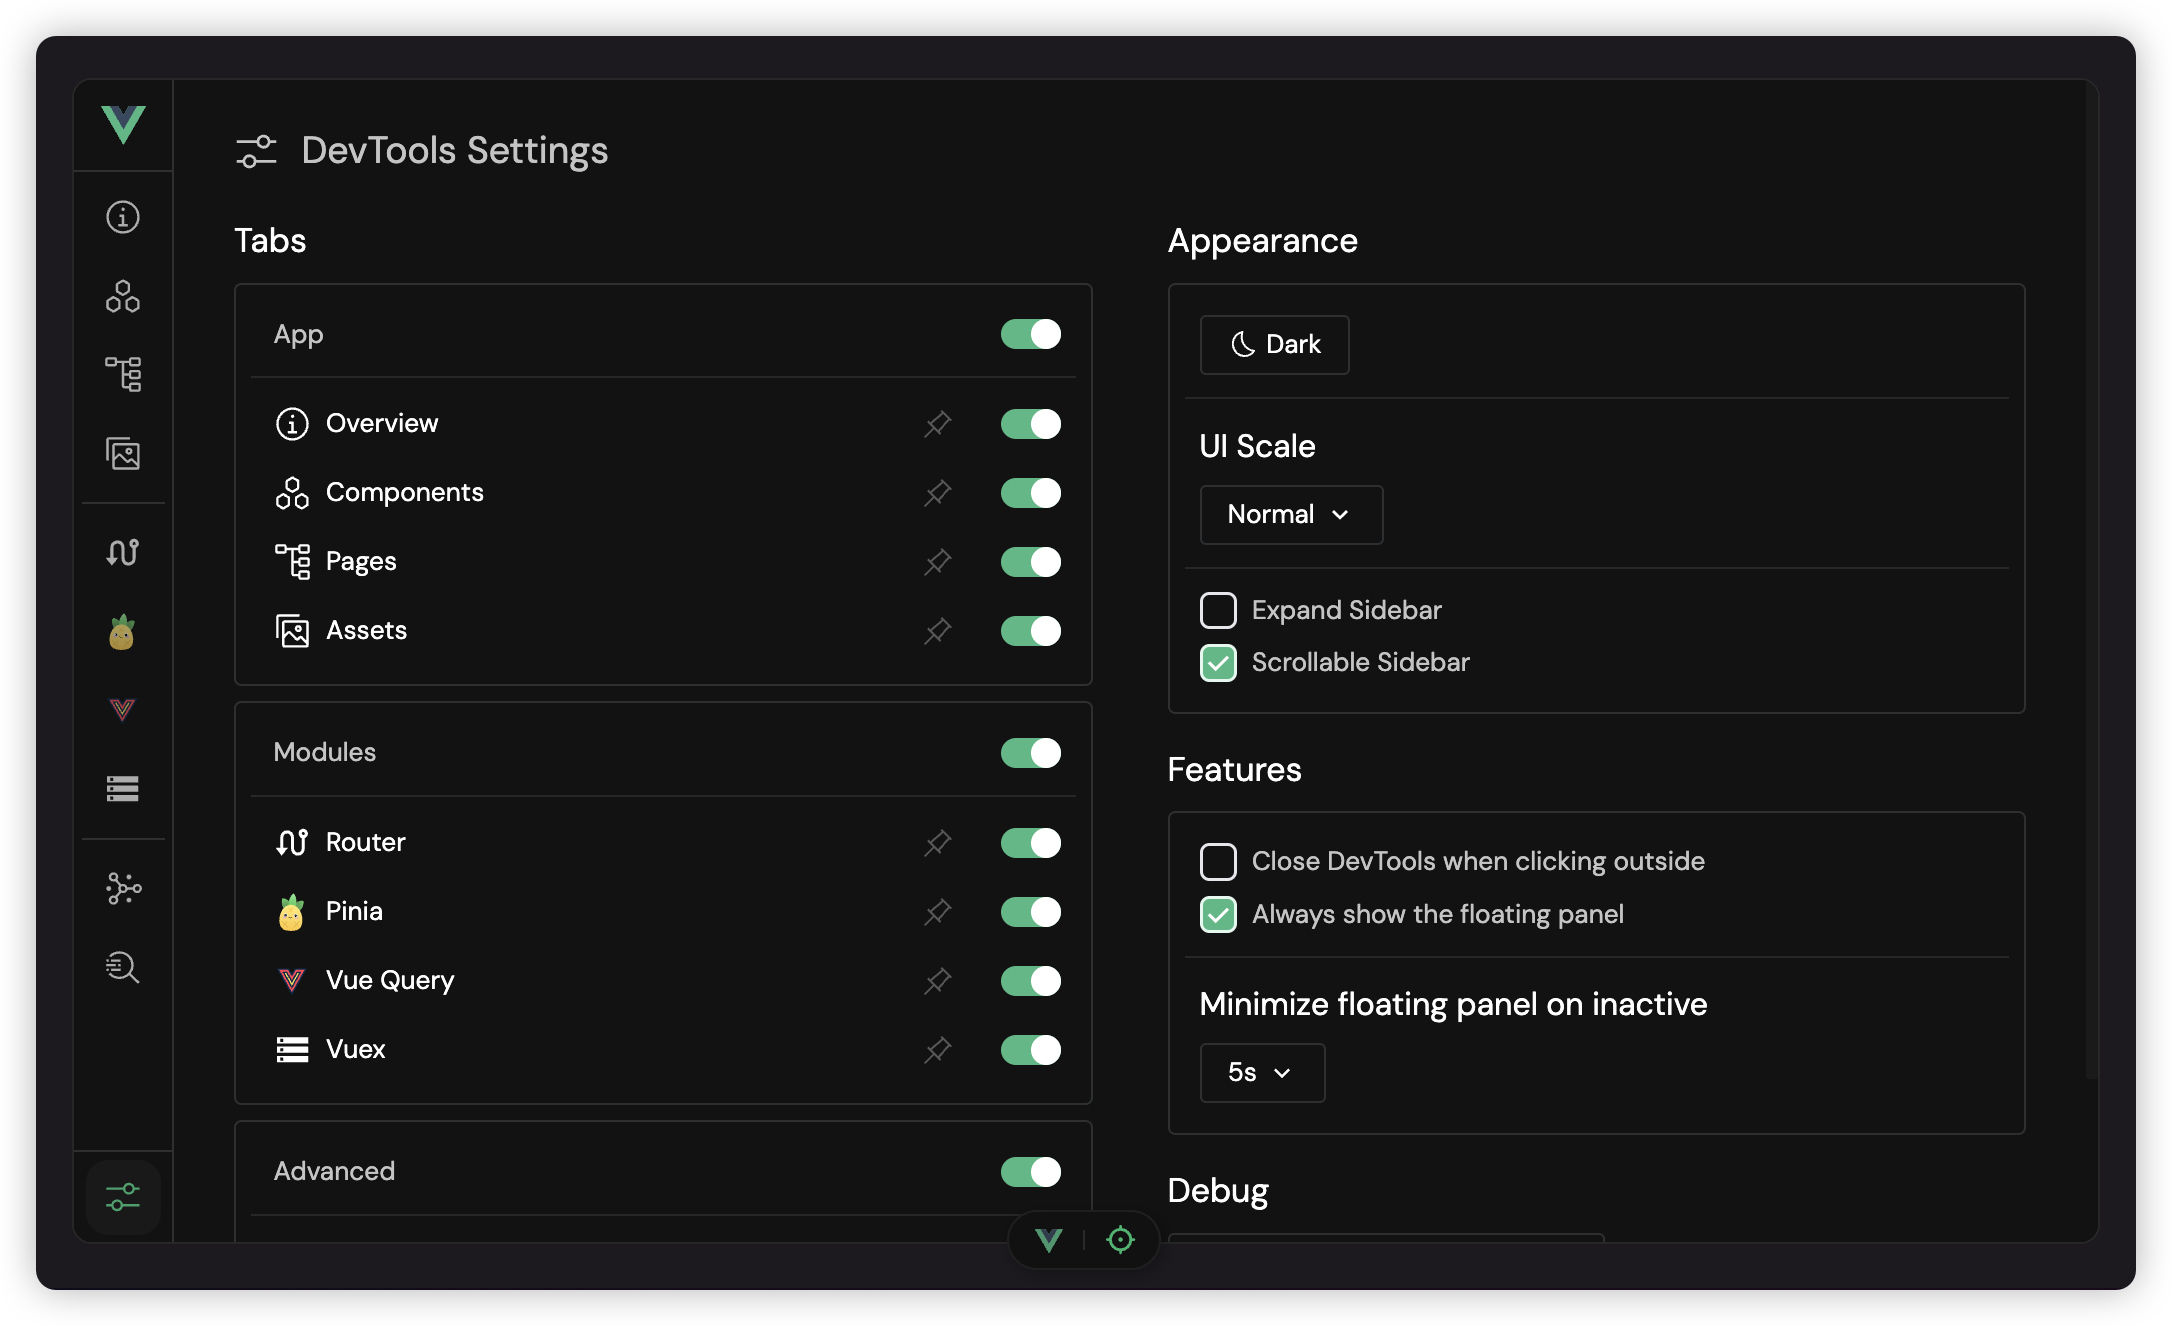 DevTools Settings
Tabs
App
Overview
Components
Pages
Assets
Modules
Router
Pinia
Vue Query
Vuex
Advanced
Appearance
Dark
UI Scale
Normal
Expand Sidebar
Scrollable Sidebar
Features
Close DevTools when clicking outside
Always show the floating panel
Minimize floating panel on inactive
5s
Debug